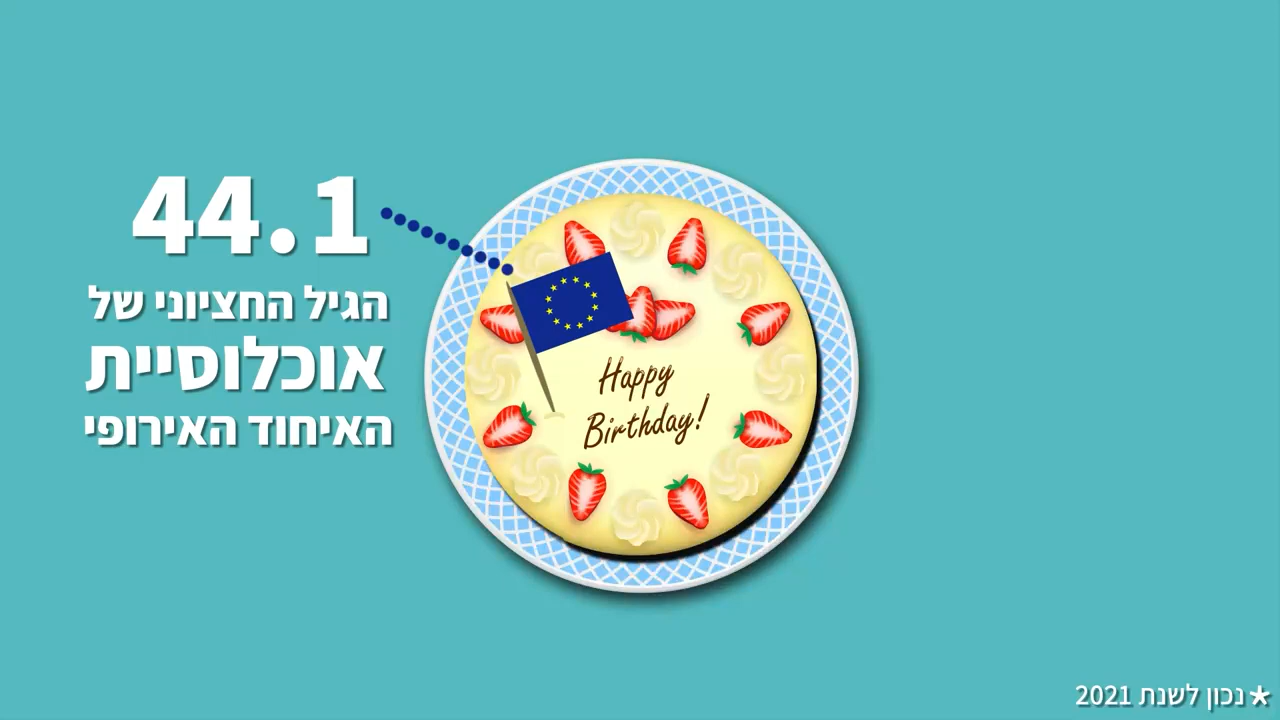 44.1
הגיל החציוני של
אוכלוסיית
האיחוד האירופי
Happy
Birthday!
★נכון לשנת 2021